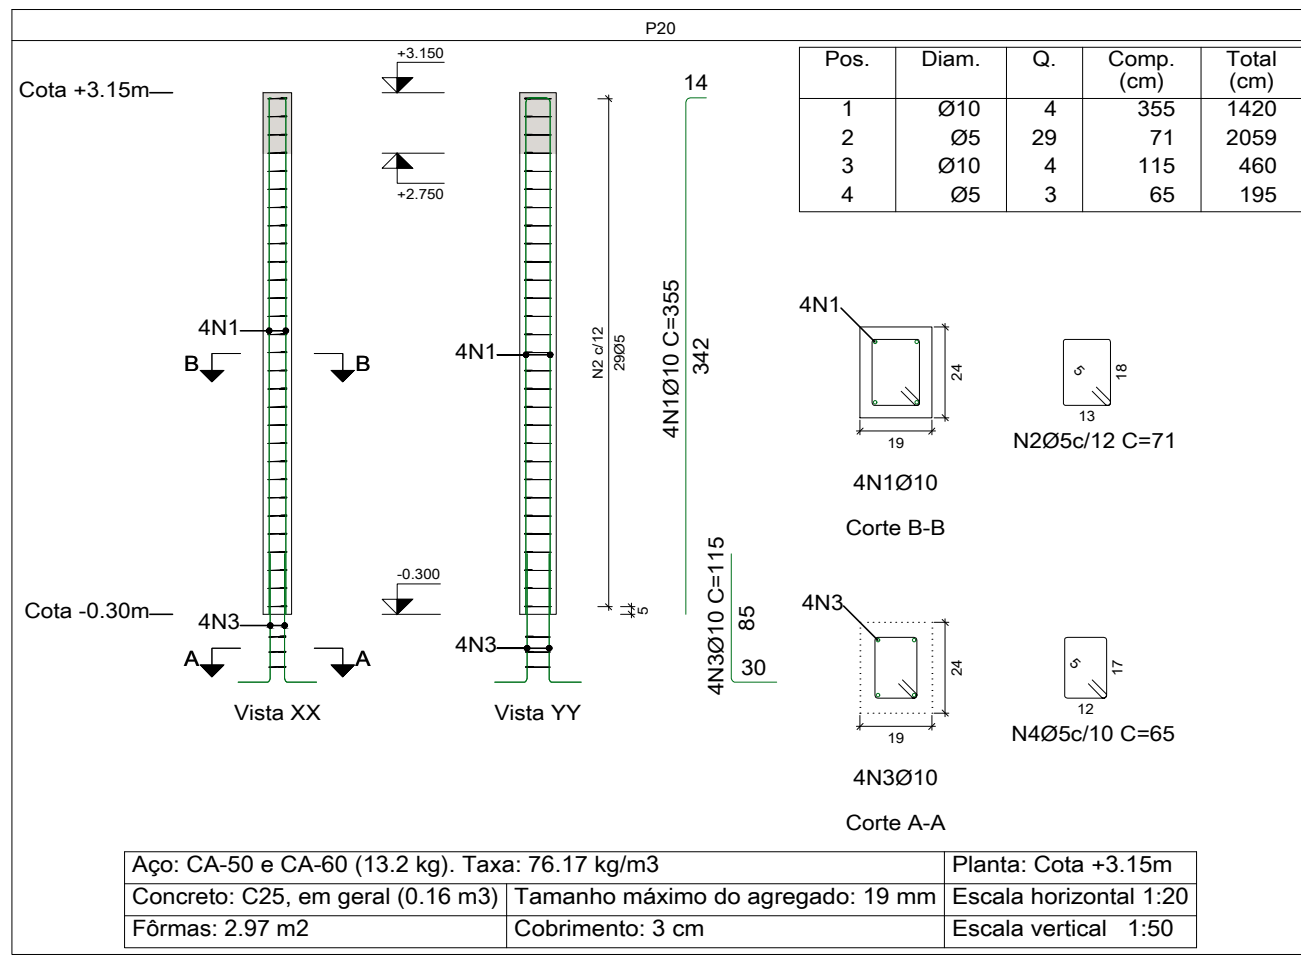 P20
Cota +3.15m
+3.150
+2.750
14
Pos. Diam. Q. Comp. (cm) Total (cm)
1 Ø10 4 355 1420
2 Ø5 29 71 2059
3 Ø10 4 115 460
4 Ø5 3 65 195
4N1
B B
4N1
N2 c/12
29Ø5
4N1Ø10 C=355
342
4N1
24
19
4N1Ø10
Corte B-B
5
18
13
N2Ø5c/12 C=71
-0.300
Cota -0.30m
5
4N3
A A
4N3
4N3Ø10 C=115
85
30
Vista XX
Vista YY
4N3
24
19
4N3Ø10
Corte A-A
5
17
12
N4Ø5c/10 C=65
Aço: CA-50 e CA-60 (13.2 kg). Taxa: 76.17 kg/m3 Planta: Cota +3.15m
Concreto: C25, em geral (0.16 m3) Tamanho máximo do agregado: 19 mm Escala horizontal 1:20
Fôrmas: 2.97 m2 Cobrimento: 3 cm Escala vertical 1:50